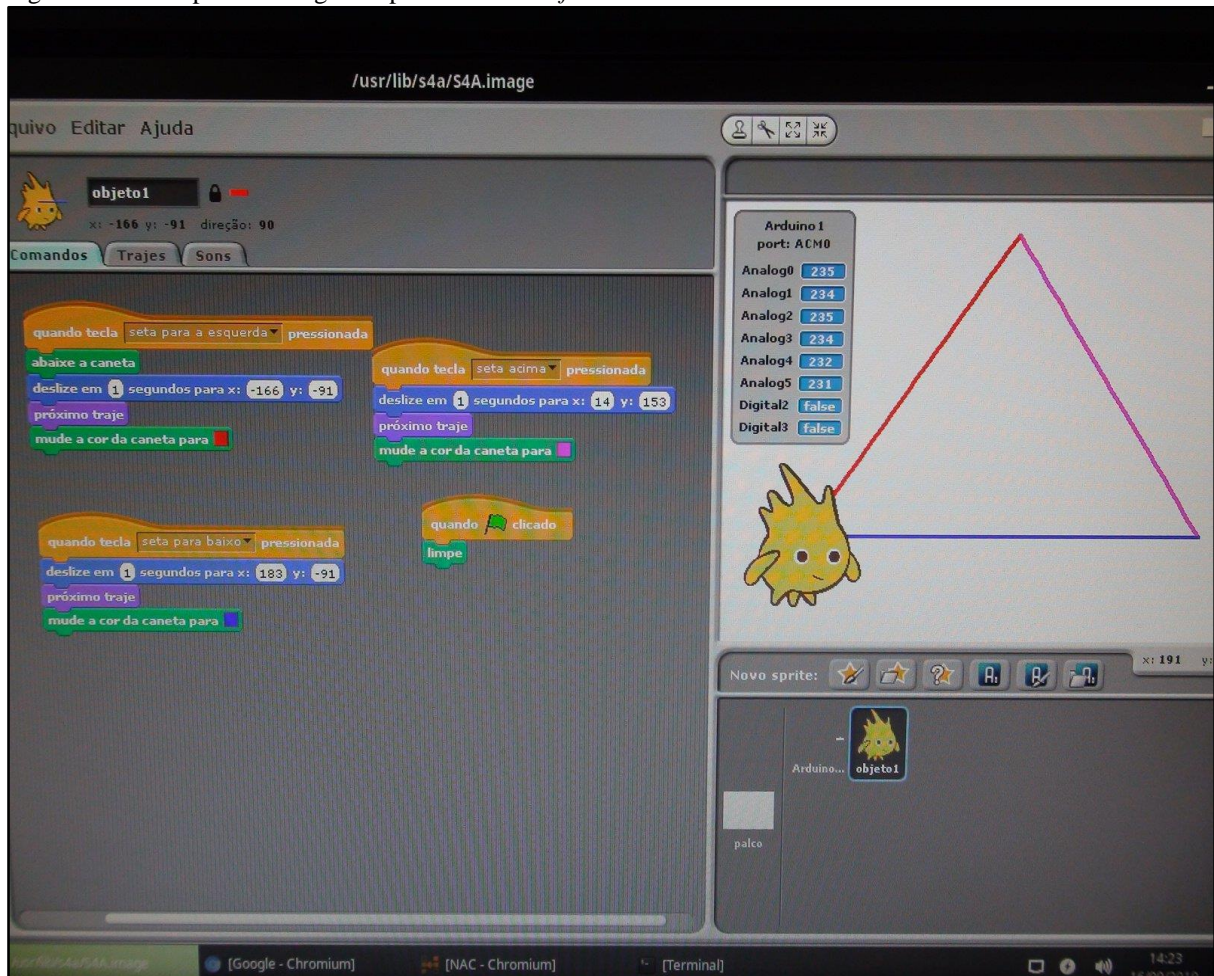 /usr/lib/s4a/S4A.image
quivo Editar Ajuda
objeto1
x: -166 y: -91 direção: 90
Comandos Trajes Sons
quando tecla seta para a esquerda pressionada
abaixe a caneta
deslize em 1 segundos para x: -166 y: -91
próximo traje
mude a cor da caneta para
quando tecla seta acima pressionada
deslize em 1 segundos para x: 14 y: 153
próximo traje
mude a cor da caneta para
quando tecla seta para baixo pressionada
deslize em 1 segundos para x: 183 y: -91
próximo traje
mude a cor da caneta para
quando clicado
limpe
Arduino1
port: ACM0
Analog0 235
Analog1 234
Analog2 235
Analog3 234
Analog4 232
Analog5 231
Digital2 false
Digital3 false
x: 191 y:
Novo sprite:
Arduino...
objeto1
palco
[Google - Chromium]
[NAC - Chromium]
[Terminal]
14:23